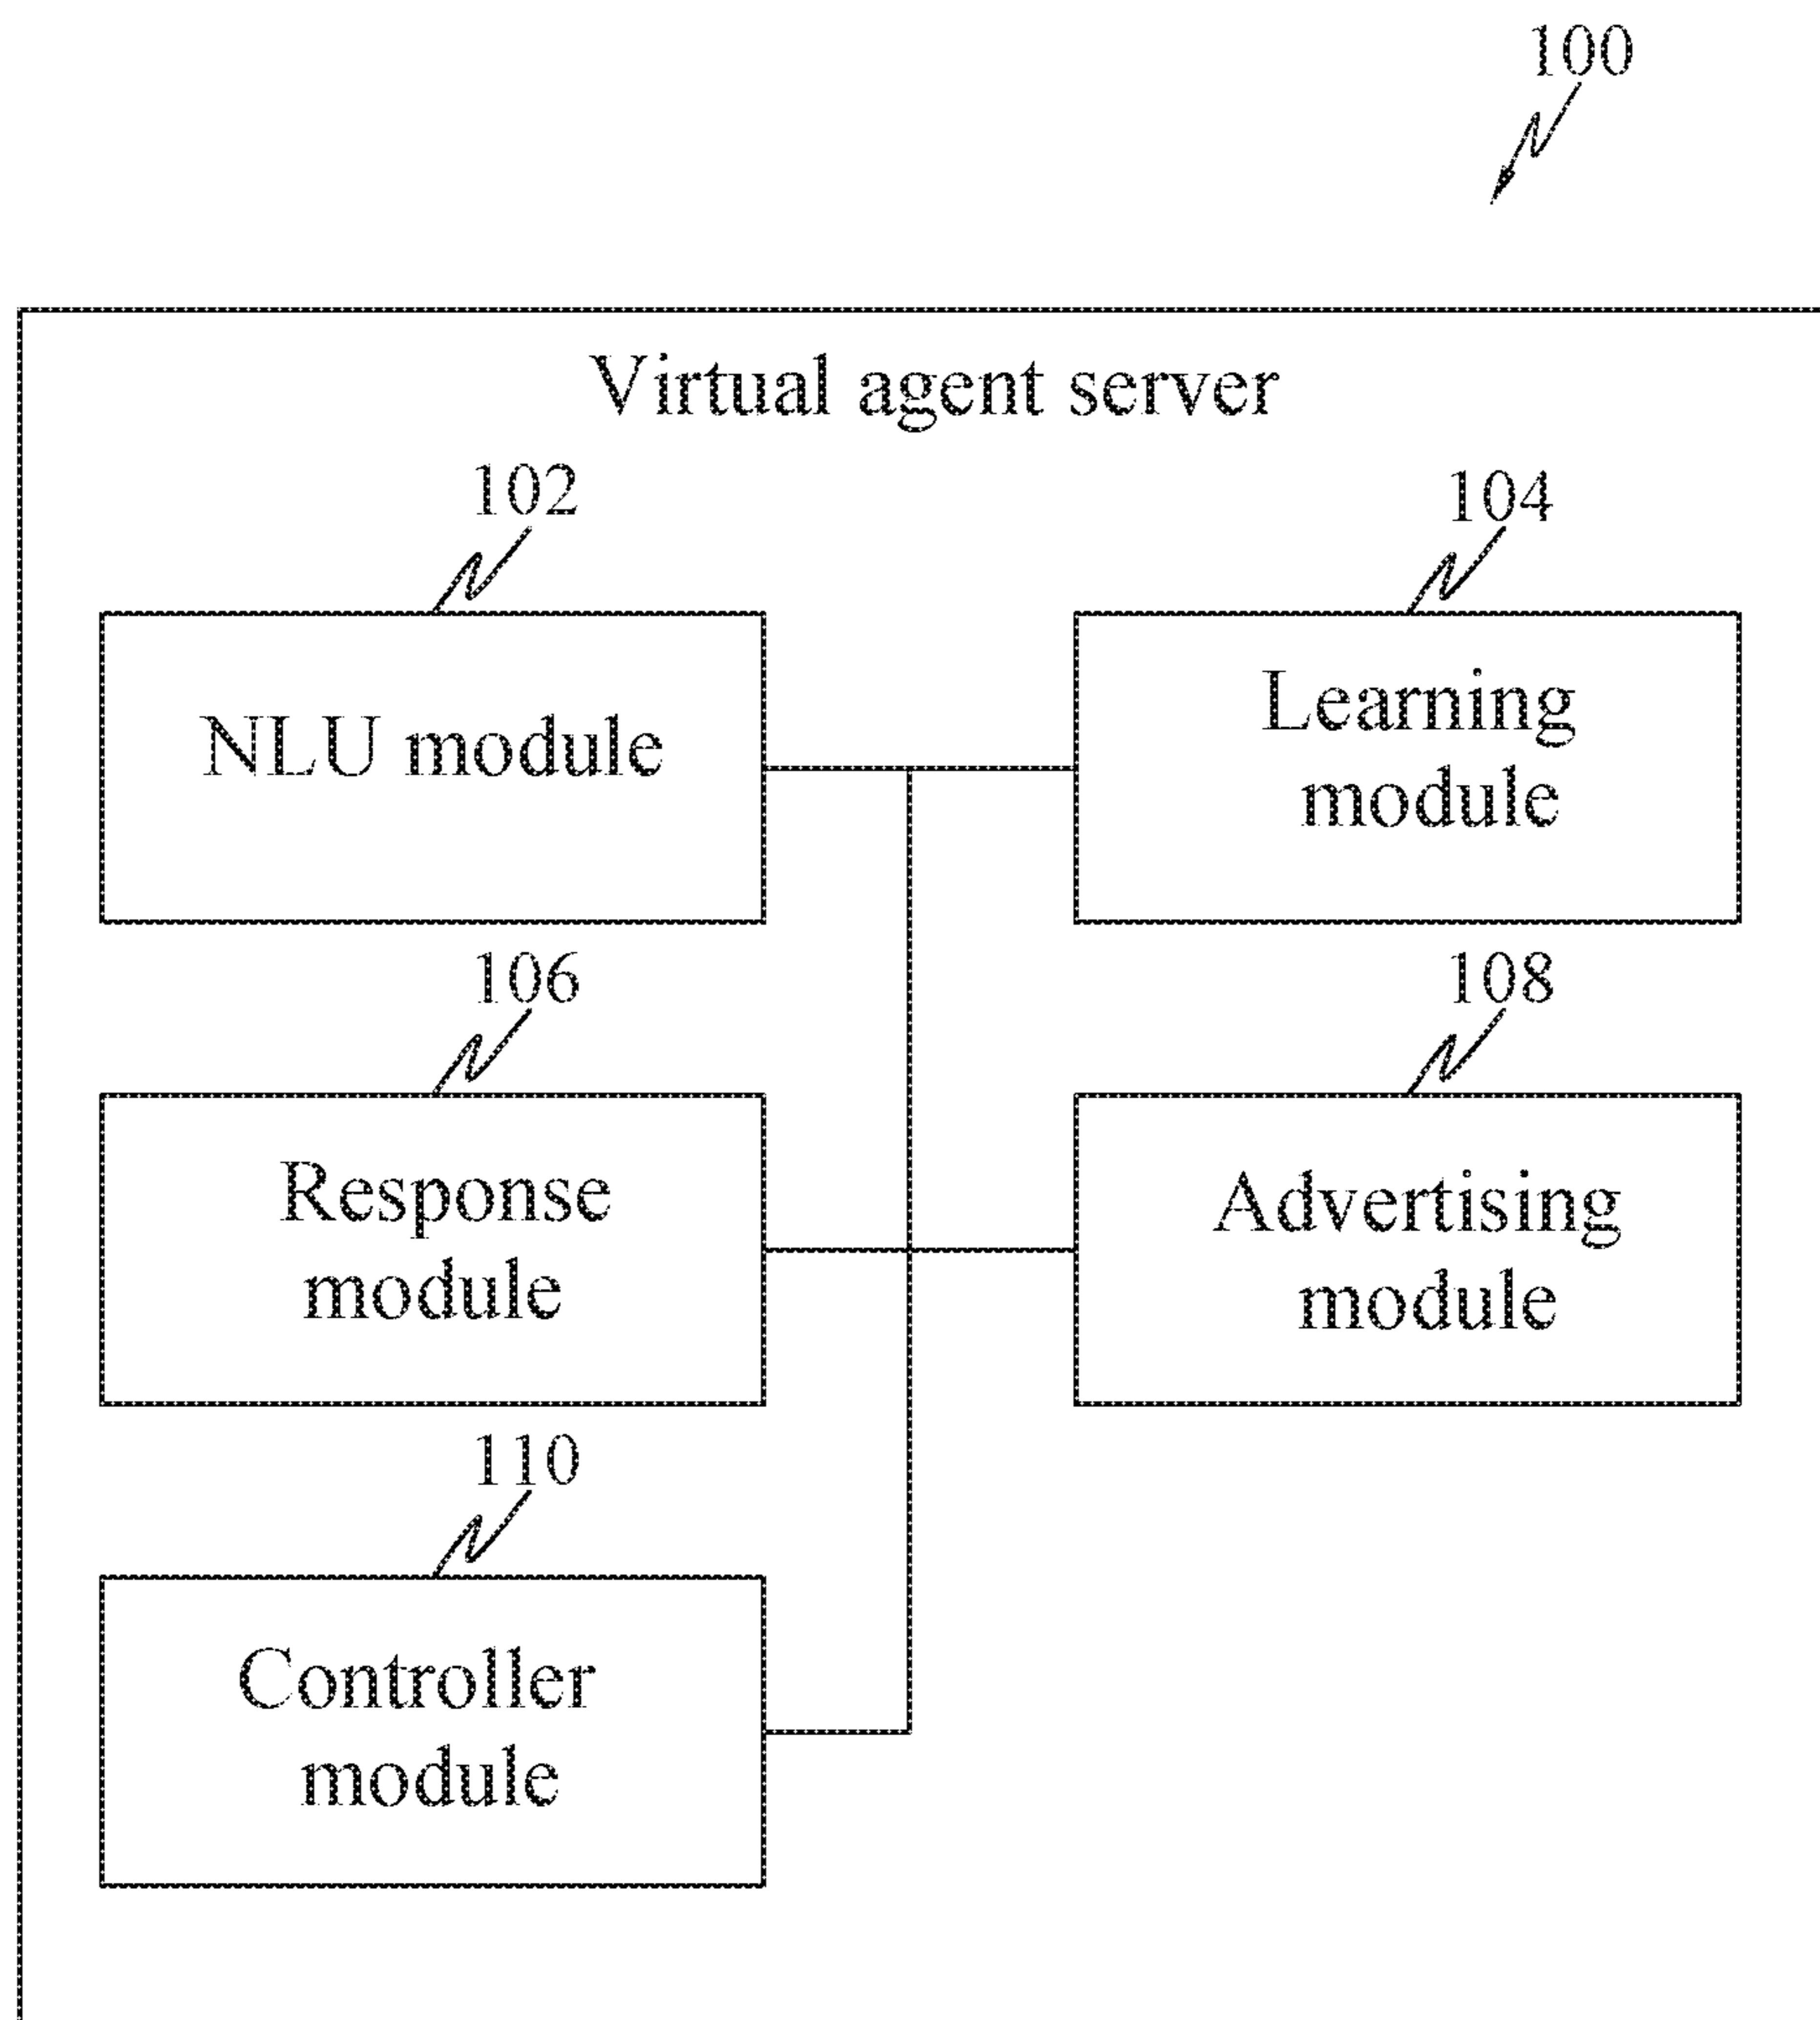 100
Virtual agent server
102
104
NLU module
Learning
module
106
108
Response
module
Advertising
module
110
Controller
module